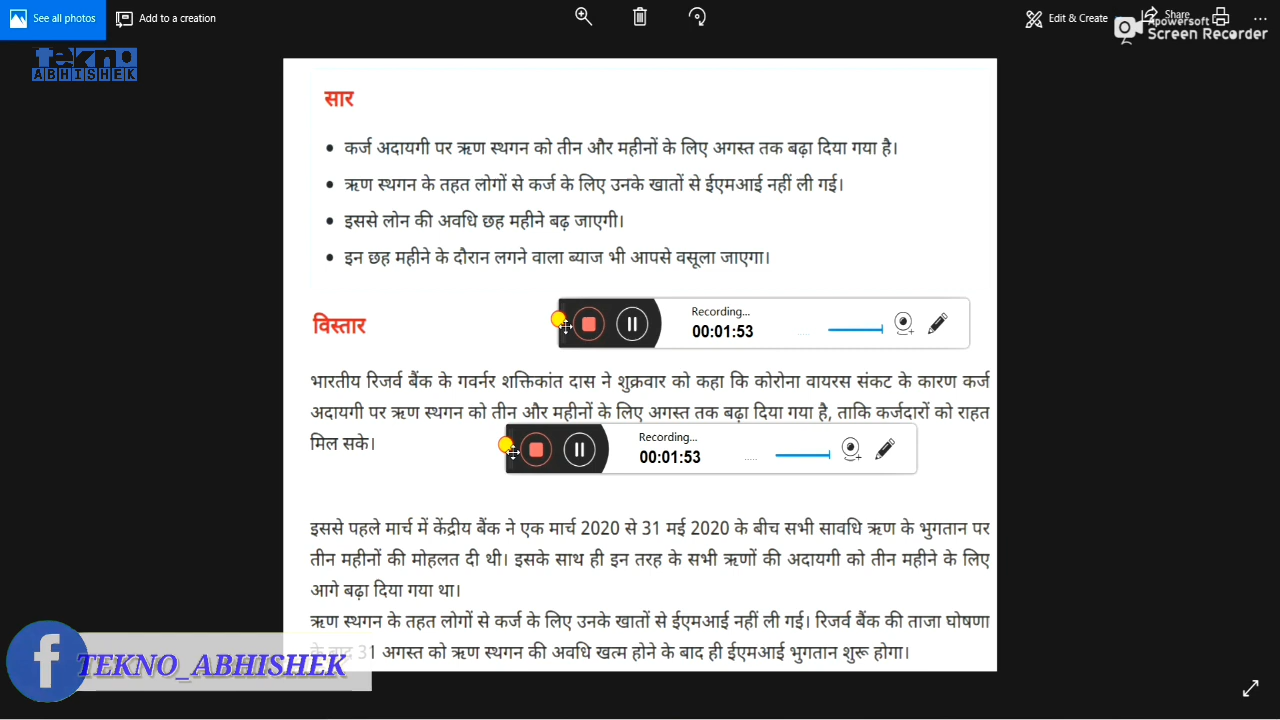 See all photos
Add to a creation
Edit & Create
Share
Apowersoft
Screen Recorder
tekno
ABHISHEK
सार
कर्ज अदायगी पर ऋण स्थगन को तीन और महीनों के लिए अगस्त तक बढ़ा दिया गया है।
ऋण स्थगन के तहत लोगों से कर्ज के लिए उनके खातों से ईएमआई नहीं ली गई।
इससे लोन की अवधि छह महीने बढ़ जाएगी।
इन छह महीने के दौरान लगने वाला ब्याज भी आपसे वसूला जाएगा।
Recording...
00:01:53
विस्तार
भारतीय रिजर्व बैंक के गवर्नर शक्तिकांत दास ने शुक्रवार को कहा कि कोरोना वायरस संकट के कारण कर्ज
अदायगी पर ऋण स्थगन को तीन और महीनों के लिए अगस्त तक बढ़ा दिया गया है, ताकि कर्जदारों को राहत
मिल सके।
Recording...
00:01:53
इससे पहले मार्च में केंद्रीय बैंक ने एक मार्च 2020 से 31 मई 2020 के बीच सभी सावधि ऋण के भुगतान पर
तीन महीनों की मोहलत दी थी। इसके साथ ही इन तरह के सभी ऋणों की अदायगी को तीन महीने के लिए
आगे बढ़ा दिया गया था।
ऋण स्थगन के तहत लोगों से कर्ज के लिए उनके खातों से ईएमआई नहीं ली गई। रिजर्व बैंक की ताजा घोषणा
के बाद 31 अगस्त को ऋण स्थगन की अवधि खत्म होने के बाद ही ईएमआई भुगतान शुरू होगा।
TEKNO_ABHISHEK